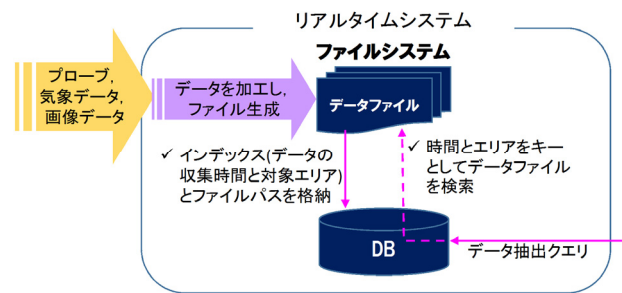 リアルタイムシステム
ファイルシステム
プローブ,
気象データ,
画像データ
データを加工し,
ファイル生成
データファイル
✓ インデックス(データの
収集時間と対象エリア)
とファイルパスを格納
✓ 時間とエリアをキー
としてデータファイル
を検索
DB
データ抽出クエリ